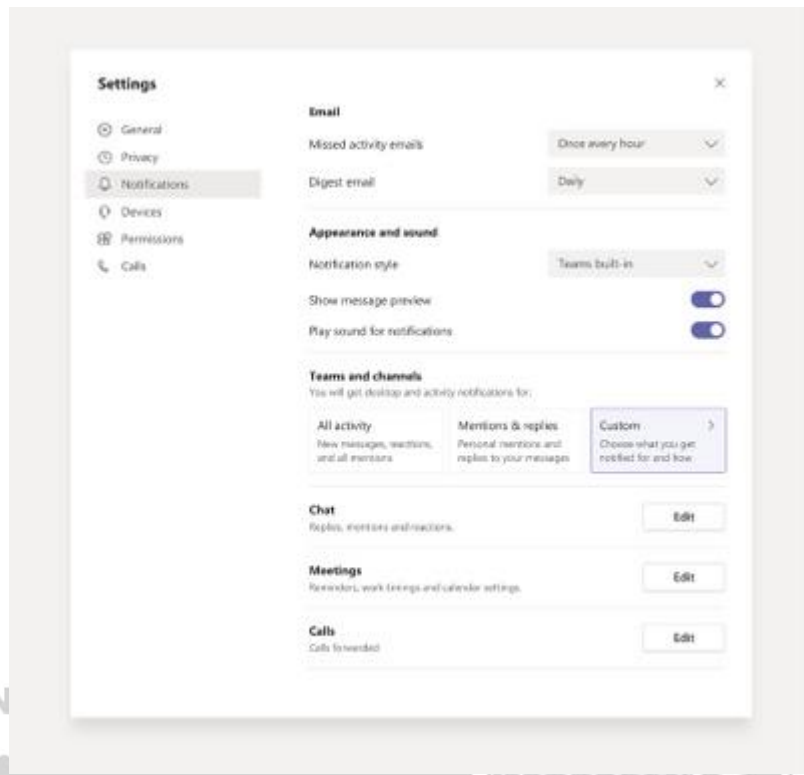 Settings
General
Privacy
Notifications
Devices
Permissions
Calls
Email
Missed activity emails
Once every hour
Digest email
Daily
Appearance and sound
Notification style
Teams built-in
Show message preview
Play sound for notifications
Teams and channels
You will get desktop and activity notifications for:
All activity
New messages, reactions,
and all mentions
Mentions & replies
Personal mentions and
replies to your messages
Custom
Choose what you get
notified for and how
Chat
Replies, mentions and reactions.
Edit
Meetings
Reminders, work timings and calendar settings.
Edit
Calls
Calls forwarded
Edit